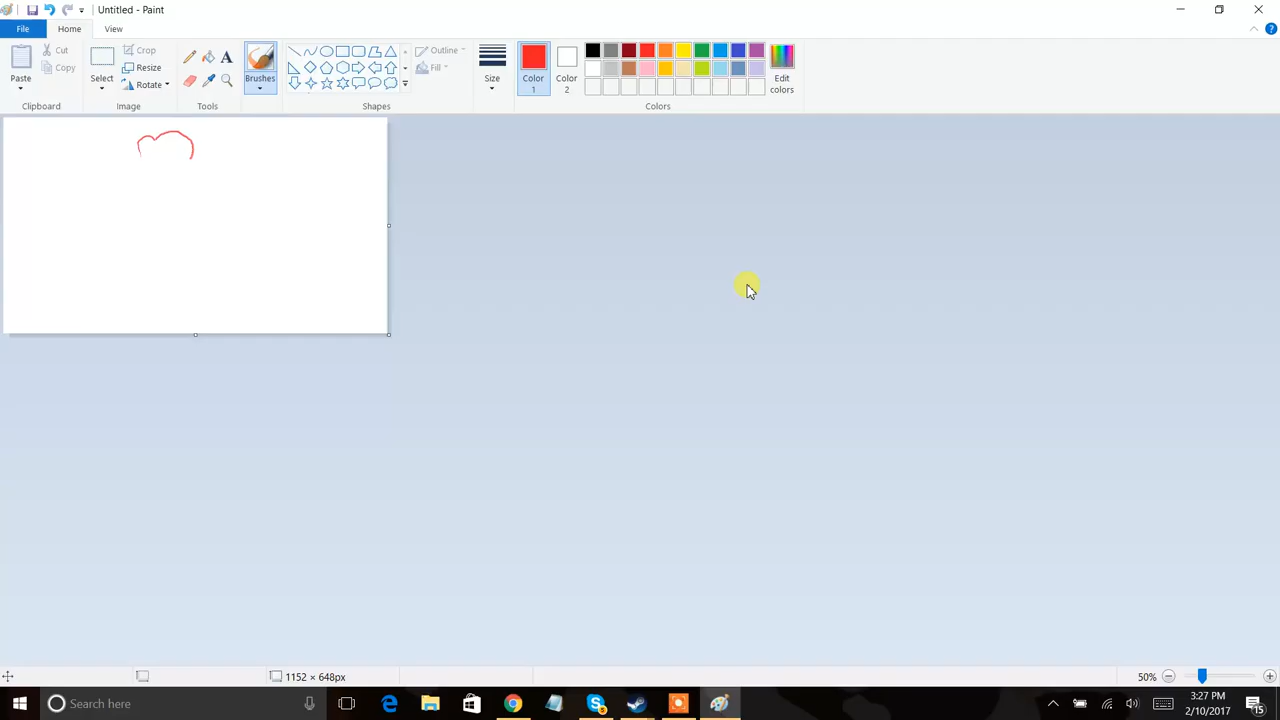 Untitled - Paint
File Home View
Paste
Cut
Copy
Clipboard
Select
Crop
Resize
Rotate
Image
A
Tools
Brushes
Outline
Fill
Shapes
Size
Color
1
Color
2
Edit
colors
Colors
1152 × 648px
50%
Search here
3:27 PM
2/10/2017
15